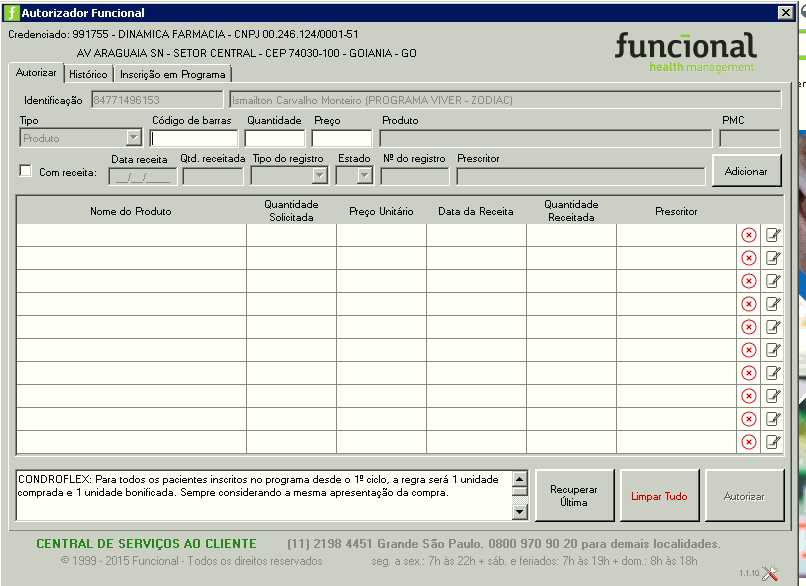 Autorizador Funcional
Credenciado: 991755 - DINAMICA FARMACIA - CNPJ 00.246.124/0001-51
AV ARAGUAIA SN - SETOR CENTRAL - CEP 74030-100 - GOIANIA - GO
funcional
health management
Autorizar Histórico Inscrição em Programa
Identificação 84771496153 Ismailton Carvalho Monteiro (PROGRAMA VIVER - ZODIAC)
Tipo Código de barras Quantidade Preço Produto PMC
Produto
Com receita: Data receita Qtd. receitada Tipo do registro Estado Nº do registro Prescritor
__/__/____
Adicionar
Nome do Produto Quantidade Solicitada Preço Unitário Data da Receita Quantidade Receitada Prescritor
CONDROFLEX: Para todos os pacientes inscritos no programa desde o 1º ciclo, a regra será 1 unidade
comprada e 1 unidade bonificada. Sempre considerando a mesma apresentação da compra.
Recuperar Última
Limpar Tudo
Autorizar
CENTRAL DE SERVIÇOS AO CLIENTE (11) 2198 4451 Grande São Paulo. 0800 970 90 20 para demais localidades.
© 1999 - 2015 Funcional - Todos os direitos reservados seg. a sex.: 7h às 22h + sáb. e feriados: 7h às 19h + dom.: 8h às 18h
1.1.10